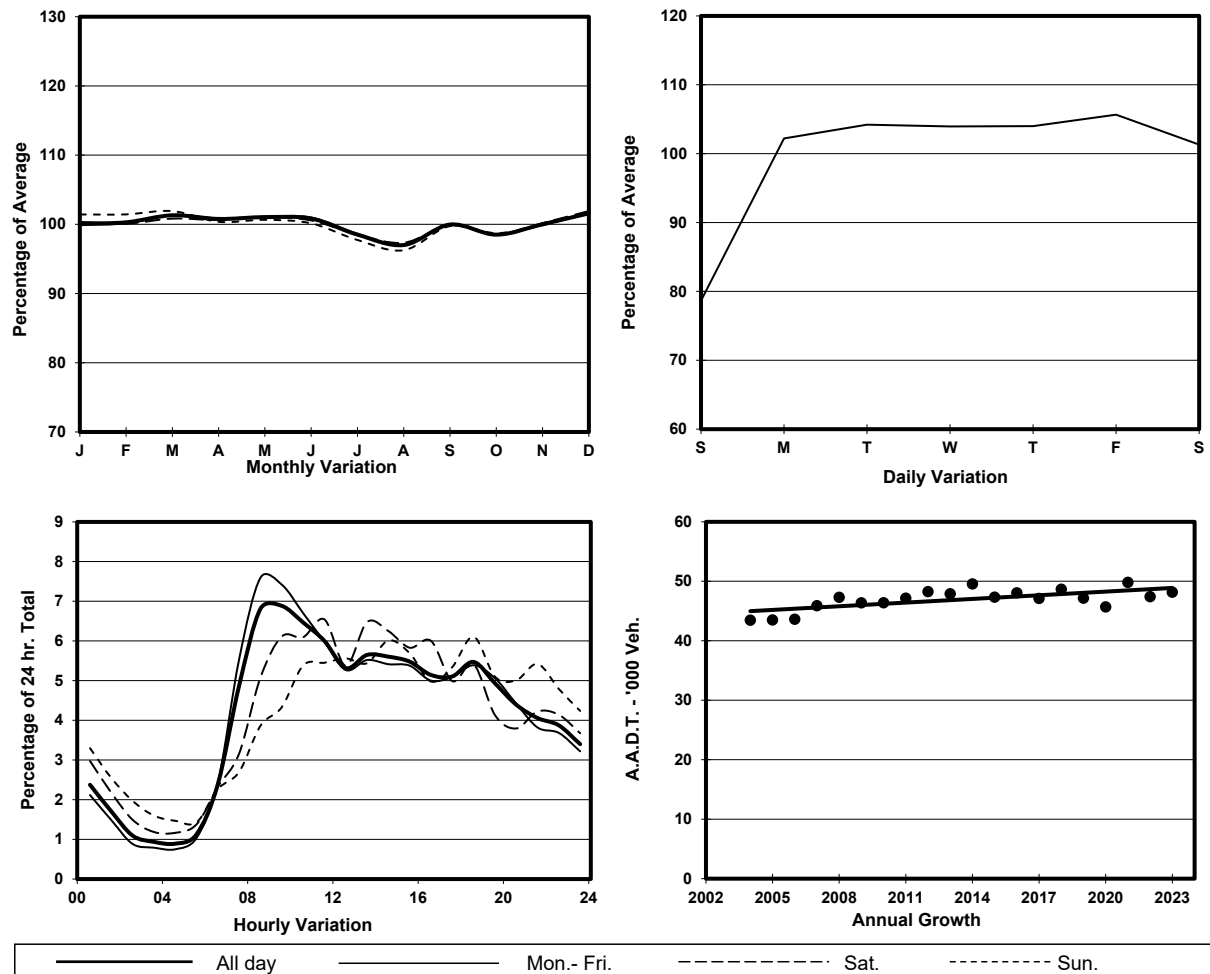 130
120
110
100
90
80
70
Percentage of Average
J F M A M J J A S O N D
Monthly Variation
120
110
100
90
80
70
60
Percentage of Average
S M T W T F S
Daily Variation
9
8
7
6
5
4
3
2
1
0
Percentage of 24 hr. Total
00 04 08 12 16 20 24
Hourly Variation
60
50
40
30
20
10
0
A.A.D.T. - '000 Veh.
2002 2005 2008 2011 2014 2017 2020 2023
Annual Growth
All day Mon.- Fri. Sat. Sun.